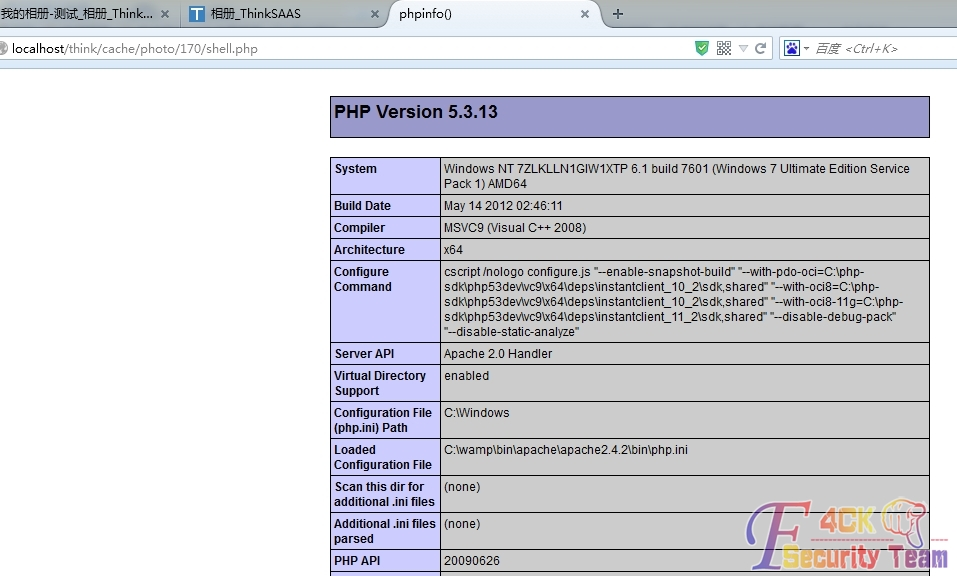 我的相册-测试_相册_Think...
相册_ThinkSAAS
phpinfo()
localhost/think/cache/photo/170/shell.php
百度 <Ctrl+K>
PHP Version 5.3.13
System
Windows NT 7ZLKLLN1GIW1XTP 6.1 build 7601 (Windows 7 Ultimate Edition Service
Pack 1) AMD64
Build Date
May 14 2012 02:46:11
Compiler
MSVC9 (Visual C++ 2008)
Architecture
x64
Configure
Command
cscript /nologo configure.js "--enable-snapshot-build" "--with-pdo-oci=C:\php-
sdk\php53dev\vc9\x64\deps\instantclient_10_2\sdk,shared" "--with-oci8=C:\php-
sdk\php53dev\vc9\x64\deps\instantclient_10_2\sdk,shared" "--with-oci8-11g=C:\php-
sdk\php53dev\vc9\x64\deps\instantclient_11_2\sdk,shared" "--disable-debug-pack"
"--disable-static-analyze"
Server API
Apache 2.0 Handler
Virtual Directory
Support
enabled
Configuration File
(php.ini) Path
C:\Windows
Loaded
Configuration File
C:\wamp\bin\apache\apache2.4.2\bin\php.ini
Scan this dir for
additional .ini files
(none)
Additional .ini files
parsed
(none)
PHP API
20090626
F4CK
Security Team